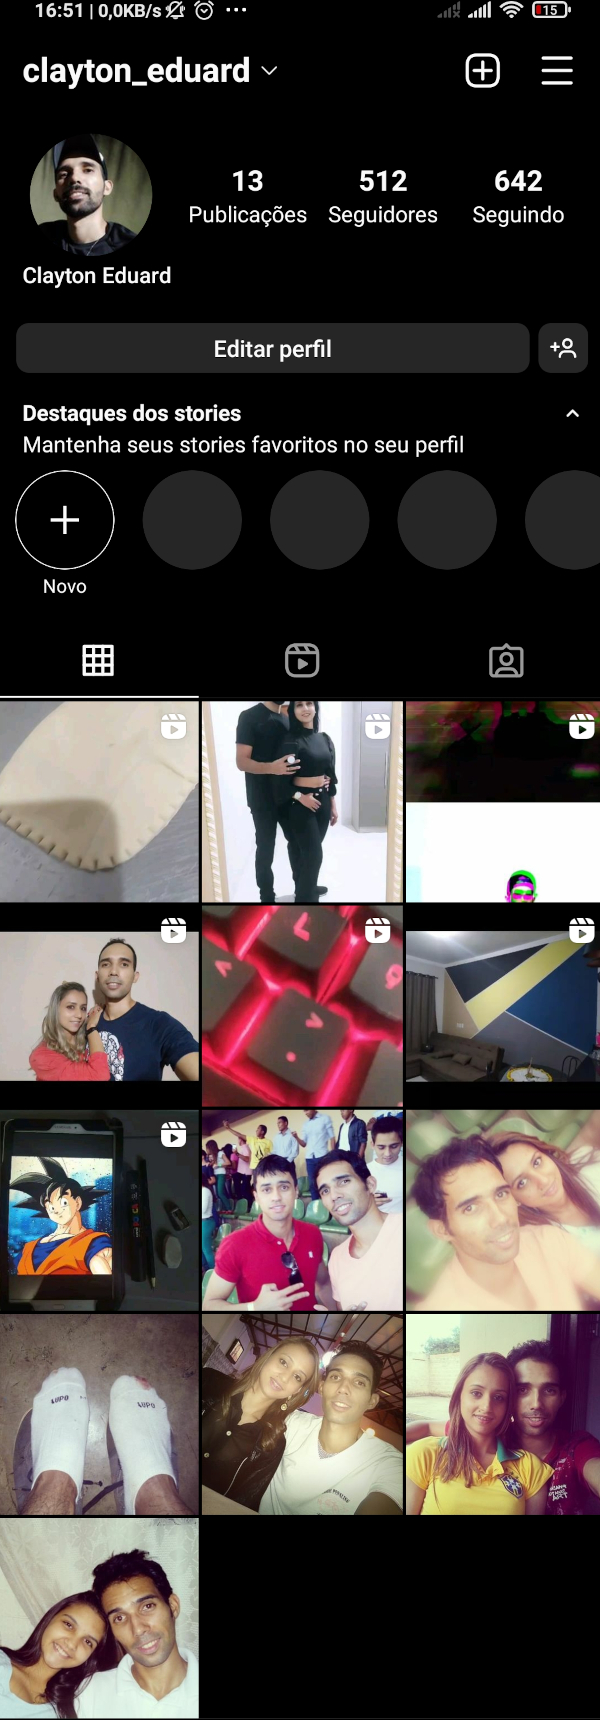 16:51 | 0,0KB/s ... 15
clayton_eduard
13 512 642
Publicações Seguidores Seguindo
Clayton Eduard
Editar perfil
Destaques dos stories
Mantenha seus stories favoritos no seu perfil
Novo
LUPO LUPO